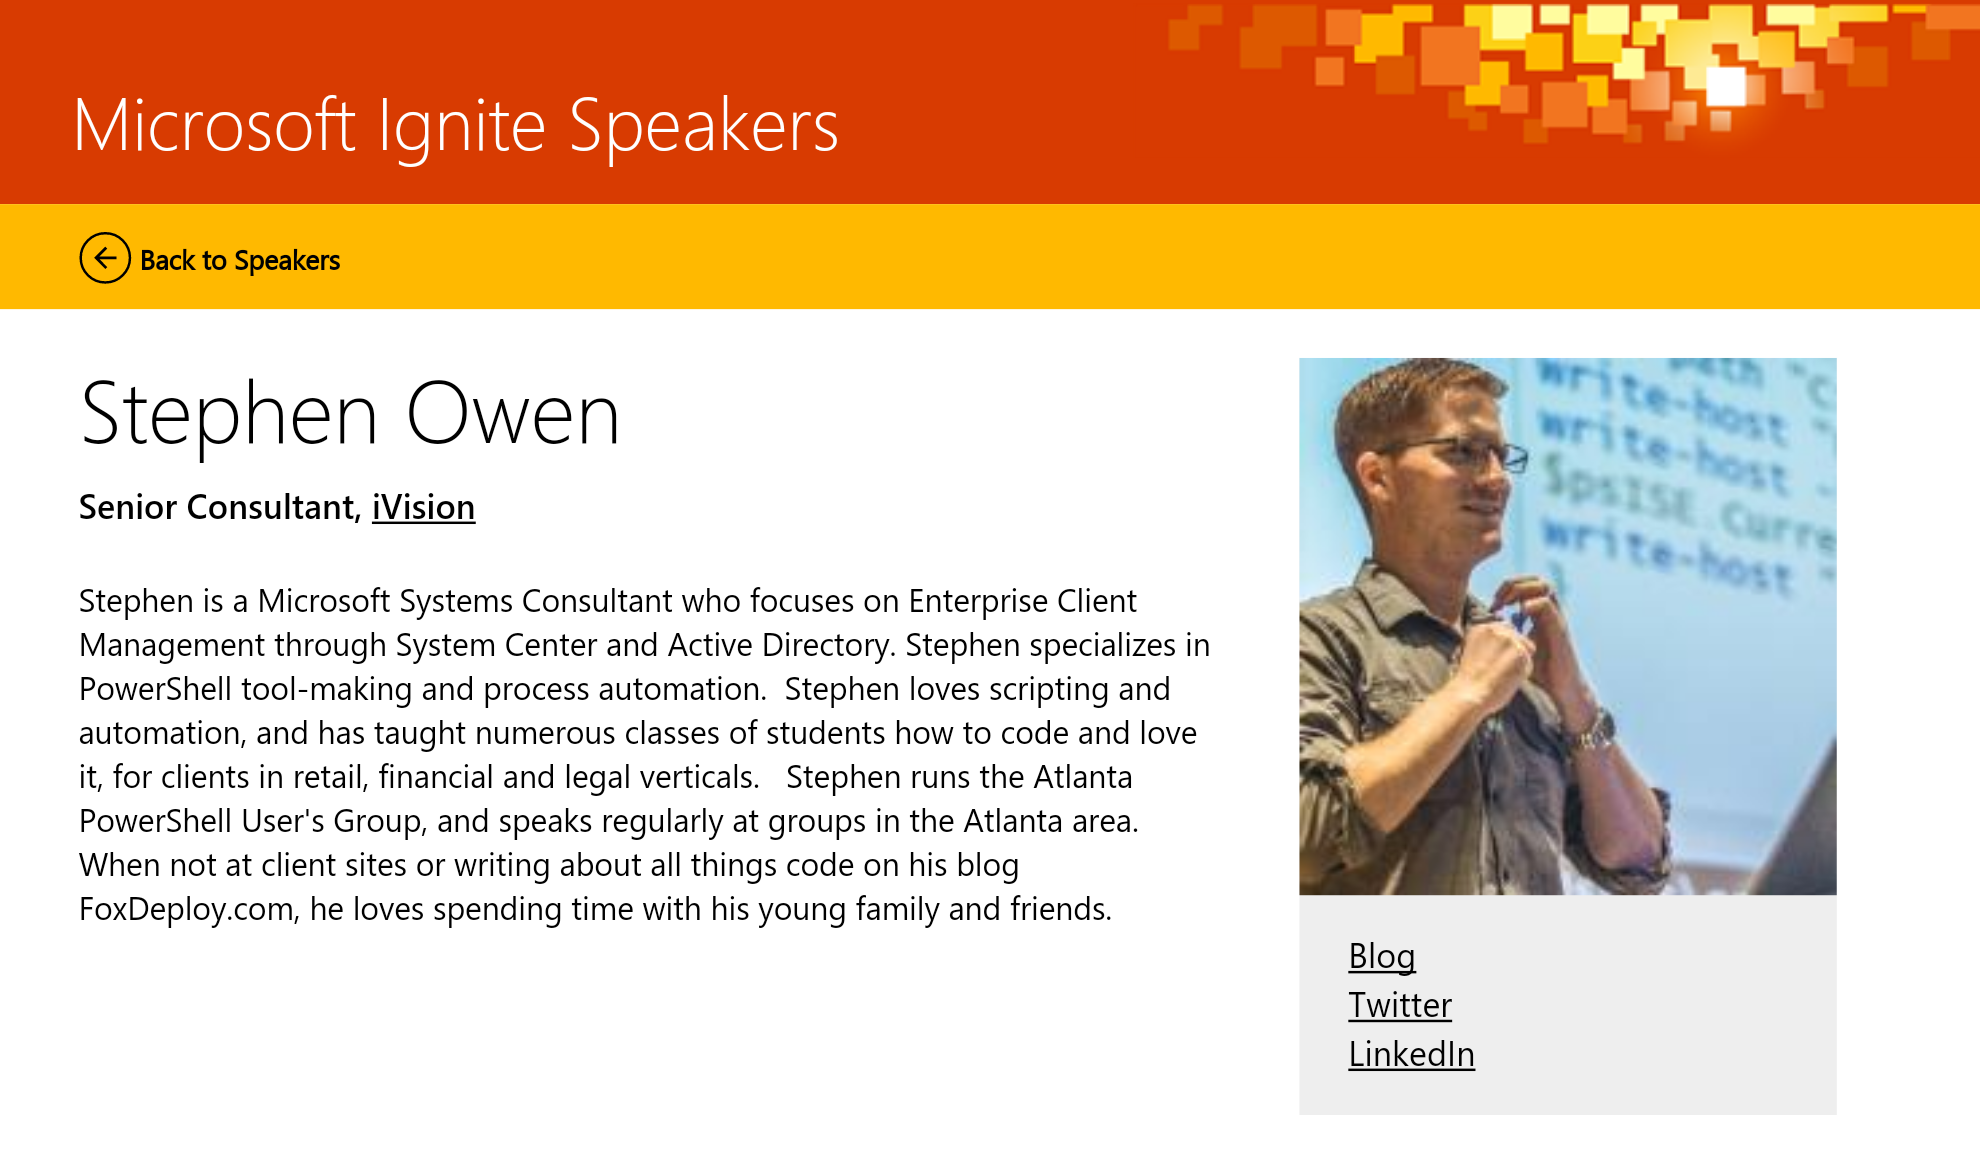 Microsoft Ignite Speakers
Back to Speakers
Stephen Owen
Senior Consultant, iVision
Stephen is a Microsoft Systems Consultant who focuses on Enterprise Client
Management through System Center and Active Directory. Stephen specializes in
PowerShell tool-making and process automation.  Stephen loves scripting and
automation, and has taught numerous classes of students how to code and love
it, for clients in retail, financial and legal verticals.   Stephen runs the Atlanta
PowerShell User's Group, and speaks regularly at groups in the Atlanta area.
When not at client sites or writing about all things code on his blog
FoxDeploy.com, he loves spending time with his young family and friends.
path "C
write-host "
write-host -
$psISE.Curre
write-host "
}
Blog
Twitter
LinkedIn